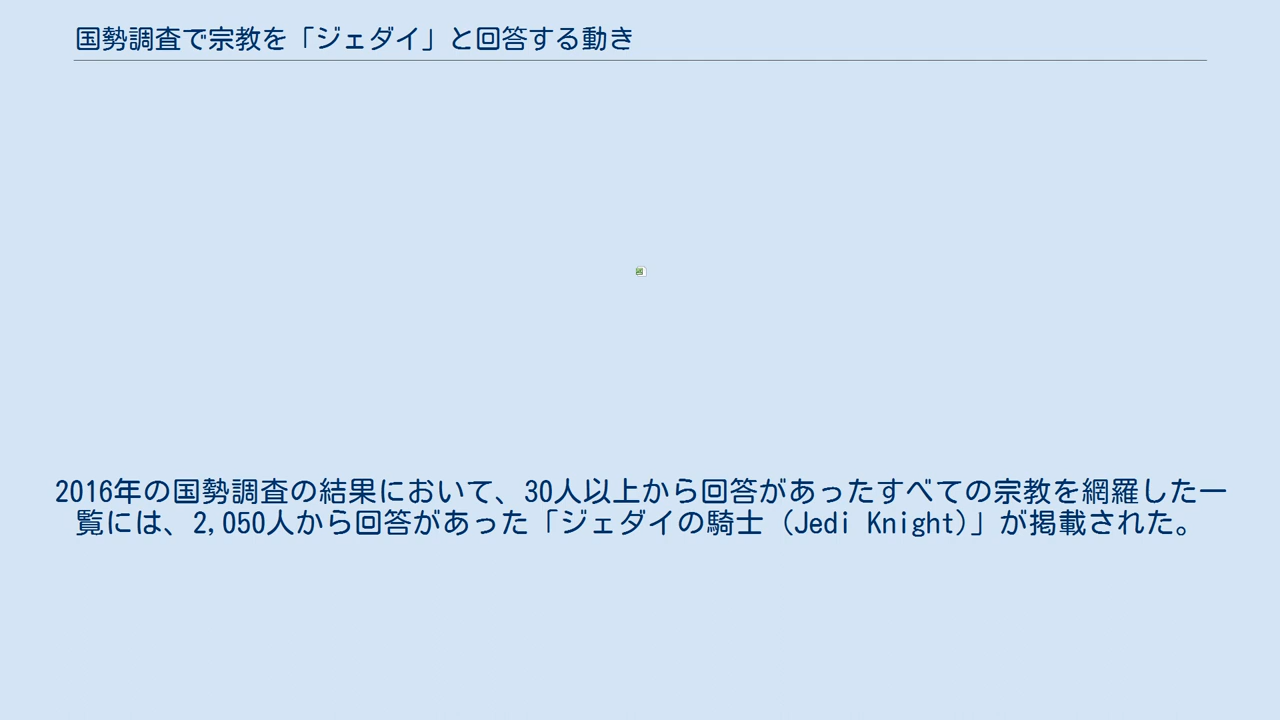 国勢調査で宗教を「ジェダイ」と回答する動き
2016年の国勢調査の結果において、30人以上から回答があったすべての宗教を網羅した一
覧には、2,050人から回答があった「ジェダイの騎士（Jedi Knight）」が掲載された。